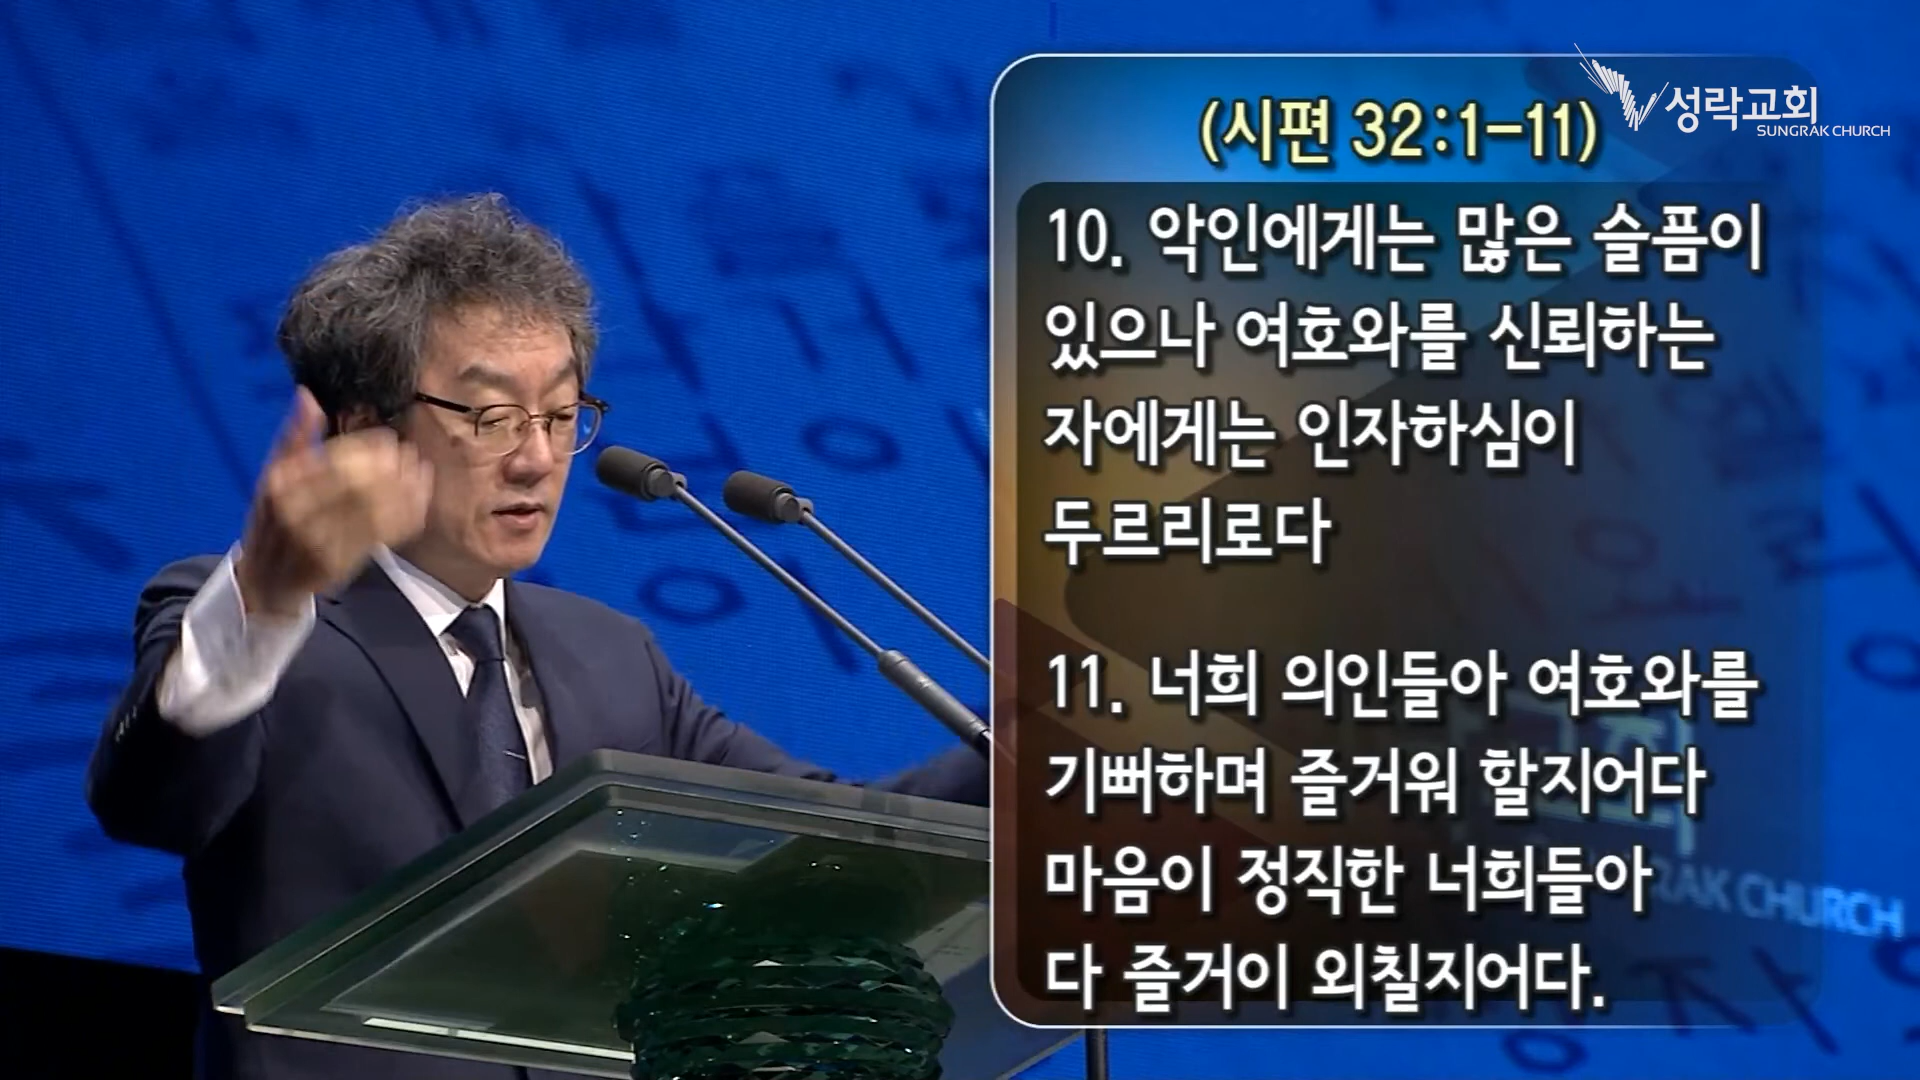 성락교회
SUNGRAK CHURCH
(시편 32:1-11)
10. 악인에게는 많은 슬픔이
있으나 여호와를 신뢰하는
자에게는 인자하심이
두르리로다
11. 너희 의인들아 여호와를
기뻐하며 즐거워 할지어다
마음이 정직한 너희들아
다 즐거이 외칠지어다.
RAK CHURCH